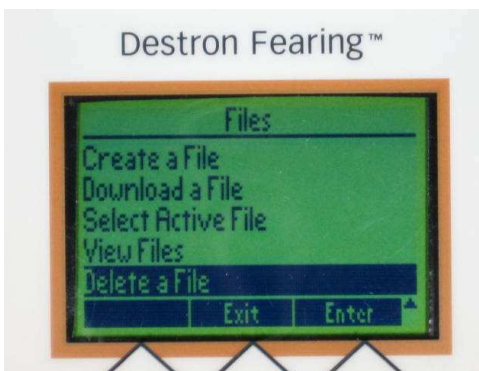 Destron Fearing™
Files
Create a File
Download a File
Select Active File
View Files
Delete a File
Exit Enter